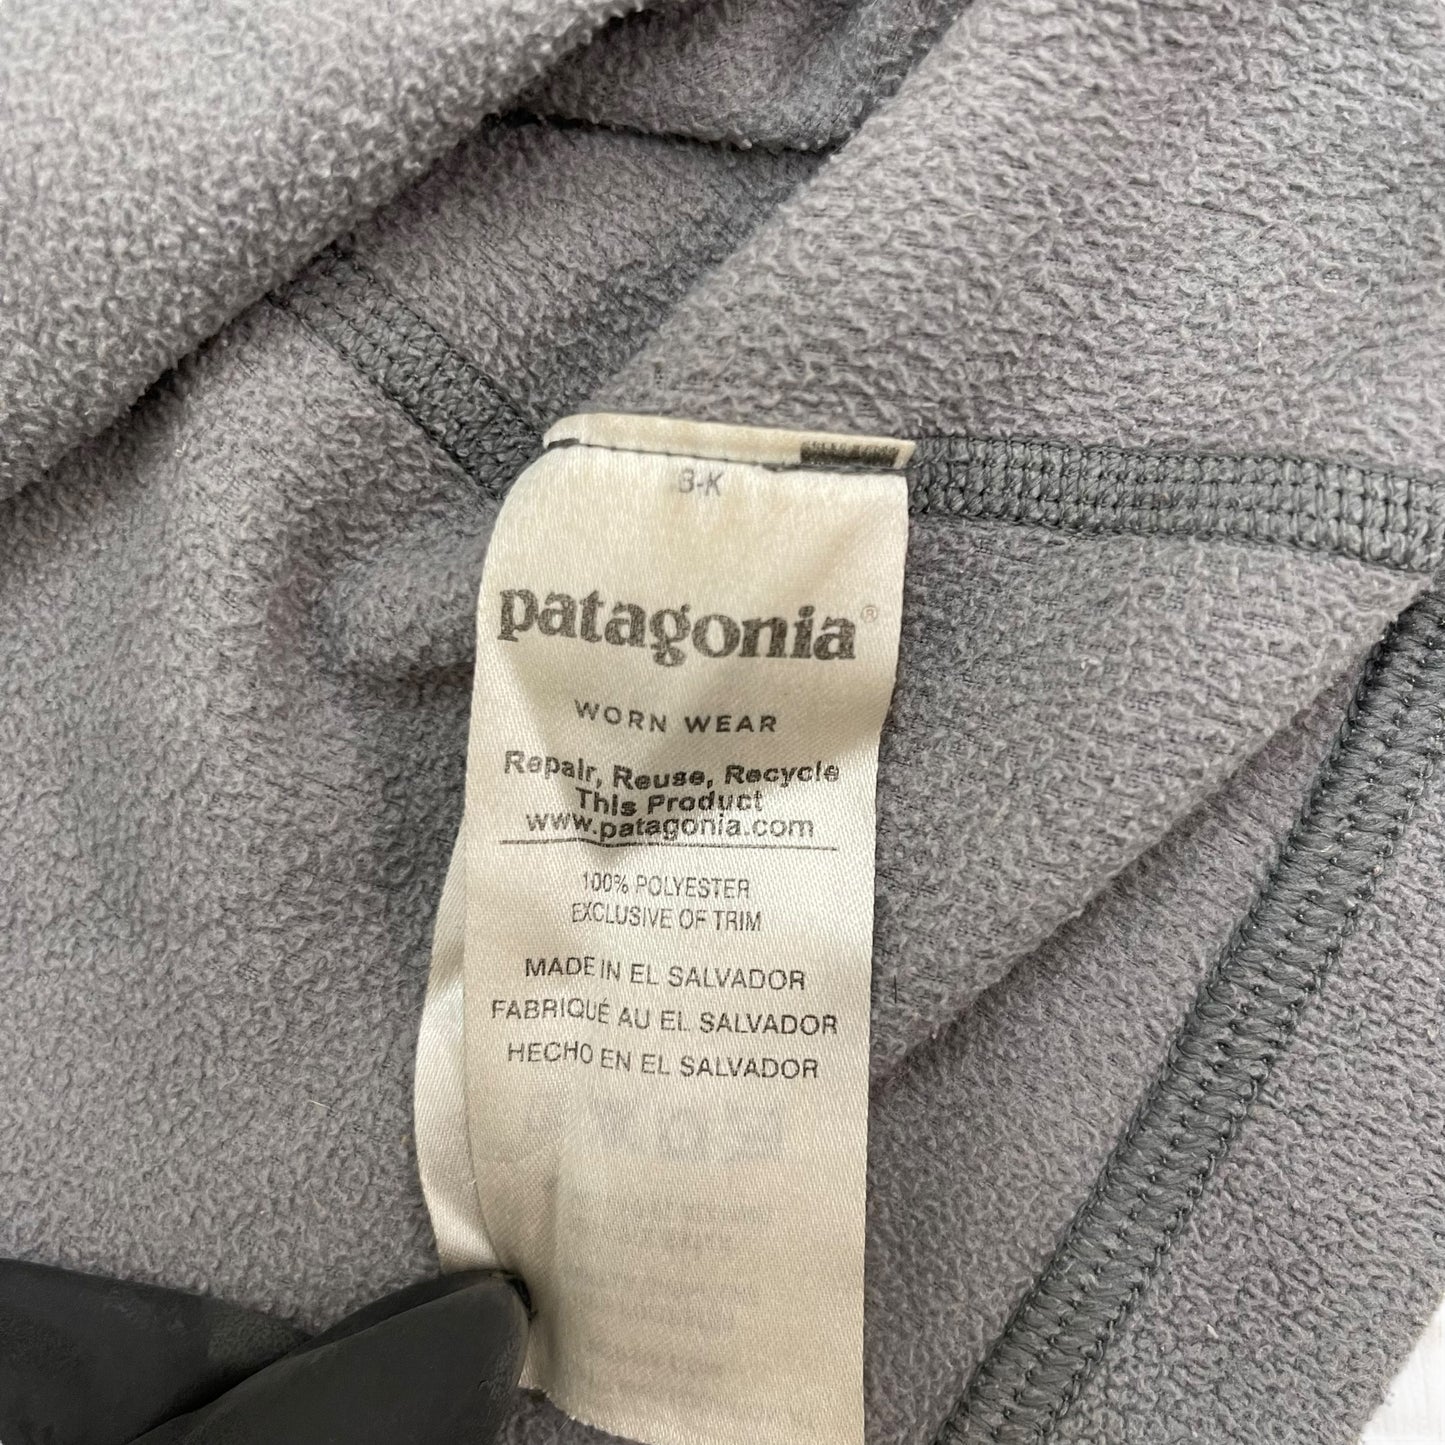 3-K
patagonia®
WORN WEAR
Repair, Reuse, Recycle
This Product
www.patagonia.com
100% POLYESTER
EXCLUSIVE OF TRIM
MADE IN EL SALVADOR
FABRIQUÉ AU EL SALVADOR
HECHO EN EL SALVADOR